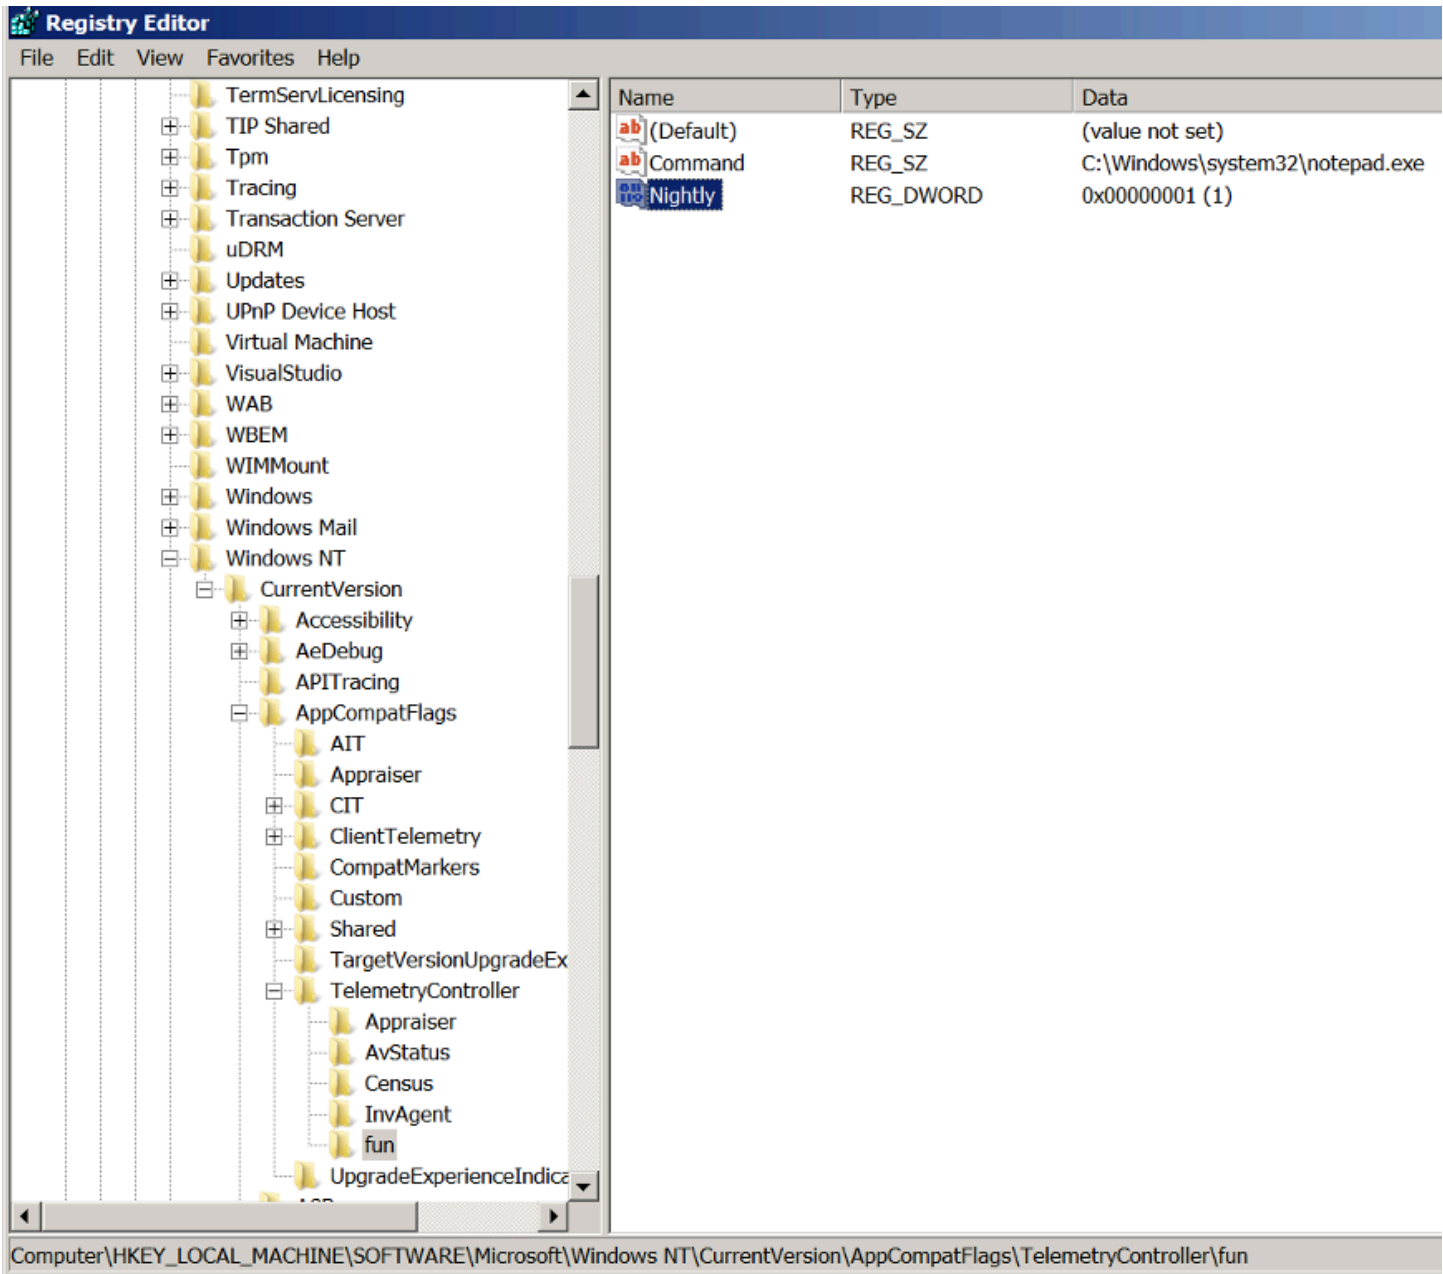 Registry Editor
File Edit View Favorites Help
TermServLicensing
TIP Shared
Tpm
Tracing
Transaction Server
uDRM
Updates
UPnP Device Host
Virtual Machine
VisualStudio
WAB
WBEM
WIMMount
Windows
Windows Mail
Windows NT
CurrentVersion
Accessibility
AeDebug
APITracing
AppCompatFlags
AIT
Appraiser
CIT
ClientTelemetry
CompatMarkers
Custom
Shared
TargetVersionUpgradeEx
TelemetryController
Appraiser
AvStatus
Census
InvAgent
fun
UpgradeExperienceIndica
Name Type Data
(Default) REG_SZ (value not set)
Command REG_SZ C:\Windows\system32\notepad.exe
Nightly REG_DWORD 0x00000001 (1)
Computer\HKEY_LOCAL_MACHINE\SOFTWARE\Microsoft\Windows NT\CurrentVersion\AppCompatFlags\TelemetryController\fun